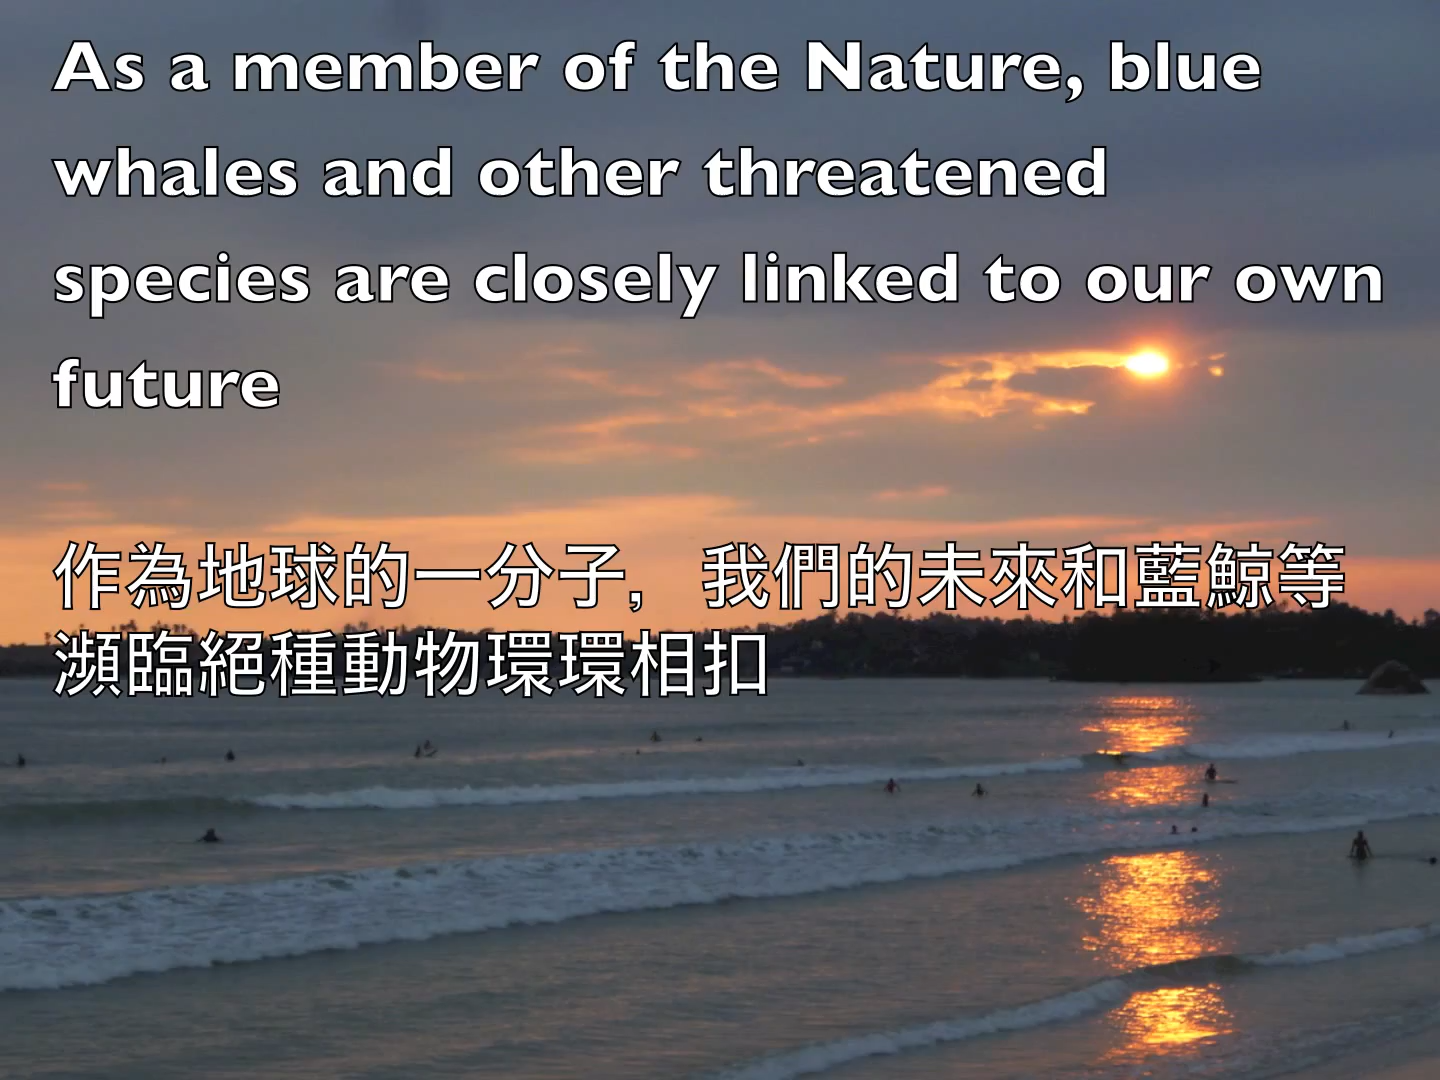 As a member of the Nature, blue
whales and other threatened
species are closely linked to our own
future
作為地球的一分子，我們的未來和藍鯨等
瀕臨絕種動物環環相扣